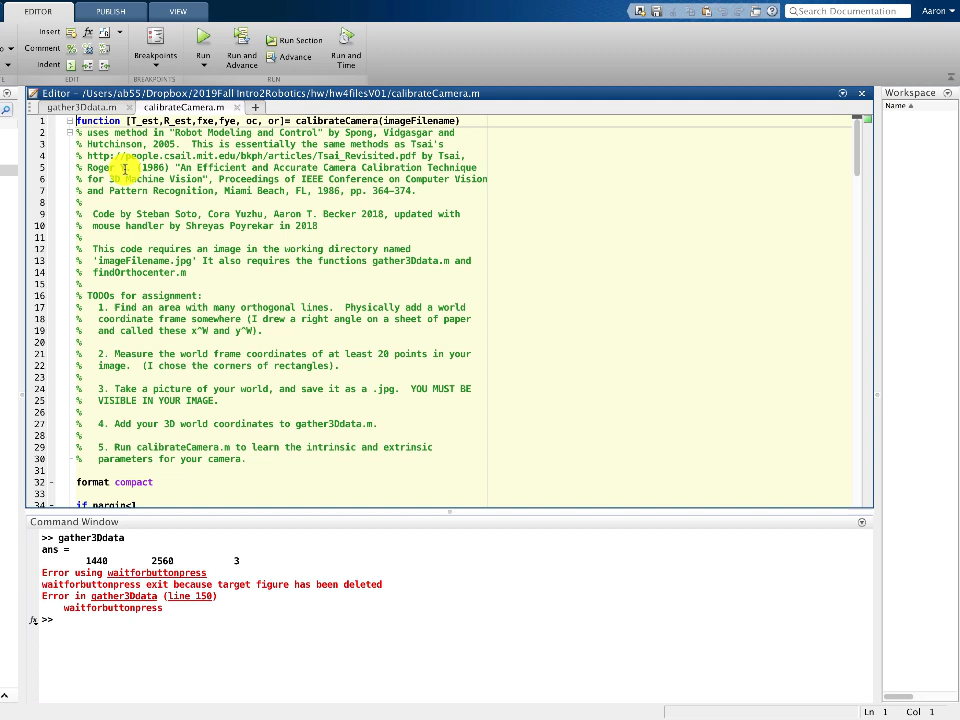 EDITOR
PUBLISH
VIEW
Search Documentation
Aaron
Insert
Comment
Indent
EDIT
Breakpoints
BREAKPOINTS
Run
Run and
Advance
Run Section
Advance
Run and
Time
RUN
Editor - /Users/ab55/Dropbox/2019Fall Intro2Robotics/hw/hw4filesV01/calibrateCamera.m
Workspace
gather3Ddata.m
calibrateCamera.m
Name
1 function [T_est,R_est,fxe,fye, oc, or]= calibrateCamera(imageFilename)
2 % uses method in "Robot Modeling and Control" by Spong, Vidgasgar and
3 % Hutchinson, 2005. This is essentially the same methods as Tsai's
4 % http://people.csail.mit.edu/bkph/articles/Tsai_Revisited.pdf by Tsai,
5 % Roger (1986) "An Efficient and Accurate Camera Calibration Technique
6 % for 3D Machine Vision", Proceedings of IEEE Conference on Computer Vision
7 % and Pattern Recognition, Miami Beach, FL, 1986, pp. 364-374.
8 %
9 % Code by Steban Soto, Cora Yuzhu, Aaron T. Becker 2018, updated with
10 % mouse handler by Shreyas Poyrekar in 2018
11 %
12 % This code requires an image in the working directory named
13 % 'imageFilename.jpg' It also requires the functions gather3Ddata.m and
14 % findOrthocenter.m
15 %
16 % TODOs for assignment:
17 % 1. Find an area with many orthogonal lines. Physically add a world
18 % coordinate frame somewhere (I drew a right angle on a sheet of paper
19 % and called these x^W and y^W).
20 %
21 % 2. Measure the world frame coordinates of at least 20 points in your
22 % image. (I chose the corners of rectangles).
23 %
24 % 3. Take a picture of your world, and save it as a .jpg. YOU MUST BE
25 % VISIBLE IN YOUR IMAGE.
26 %
27 % 4. Add your 3D world coordinates to gather3Ddata.m.
28 %
29 % 5. Run calibrateCamera.m to learn the intrinsic and extrinsic
30 % parameters for your camera.
31
32 - format compact
33
34 - if nargin<1
Command Window
>> gather3Ddata
ans =
1440 2560 3
Error using waitforbuttonpress
waitforbuttonpress exit because target figure has been deleted
Error in gather3Ddata (line 150)
waitforbuttonpress
fx >>
Ln 1 Col 1